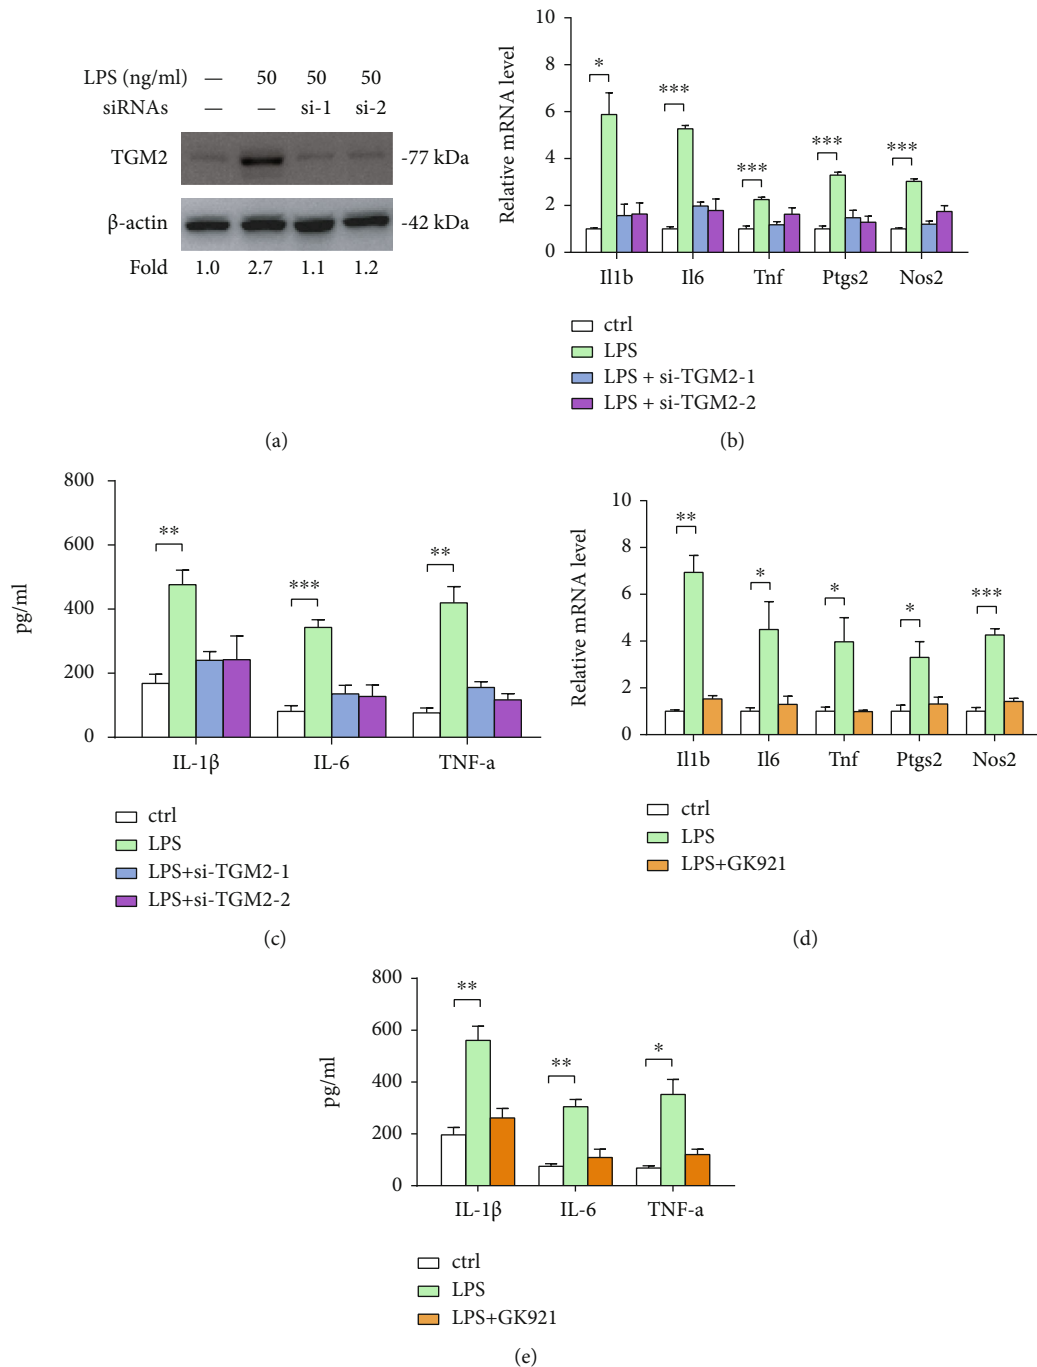 LPS (ng/ml) — 50 50 50
siRNAs — — si-1 si-2
TGM2 -77 kDa
β-actin -42 kDa
Fold 1.0 2.7 1.1 1.2
(a)
Relative mRNA level
10
8
6
4
2
0
* *** *** *** ***
Il1b Il6 Tnf Ptgs2 Nos2
ctrl
LPS
LPS + si-TGM2-1
LPS + si-TGM2-2
(b)
pg/ml
800
600
400
200
0
** *** **
IL-1β IL-6 TNF-a
ctrl
LPS
LPS+si-TGM2-1
LPS+si-TGM2-2
(c)
Relative mRNA level
10
8
6
4
2
0
** * * * ***
Il1b Il6 Tnf Ptgs2 Nos2
ctrl
LPS
LPS+GK921
(d)
pg/ml
800
600
400
200
0
** ** *
IL-1β IL-6 TNF-a
ctrl
LPS
LPS+GK921
(e)